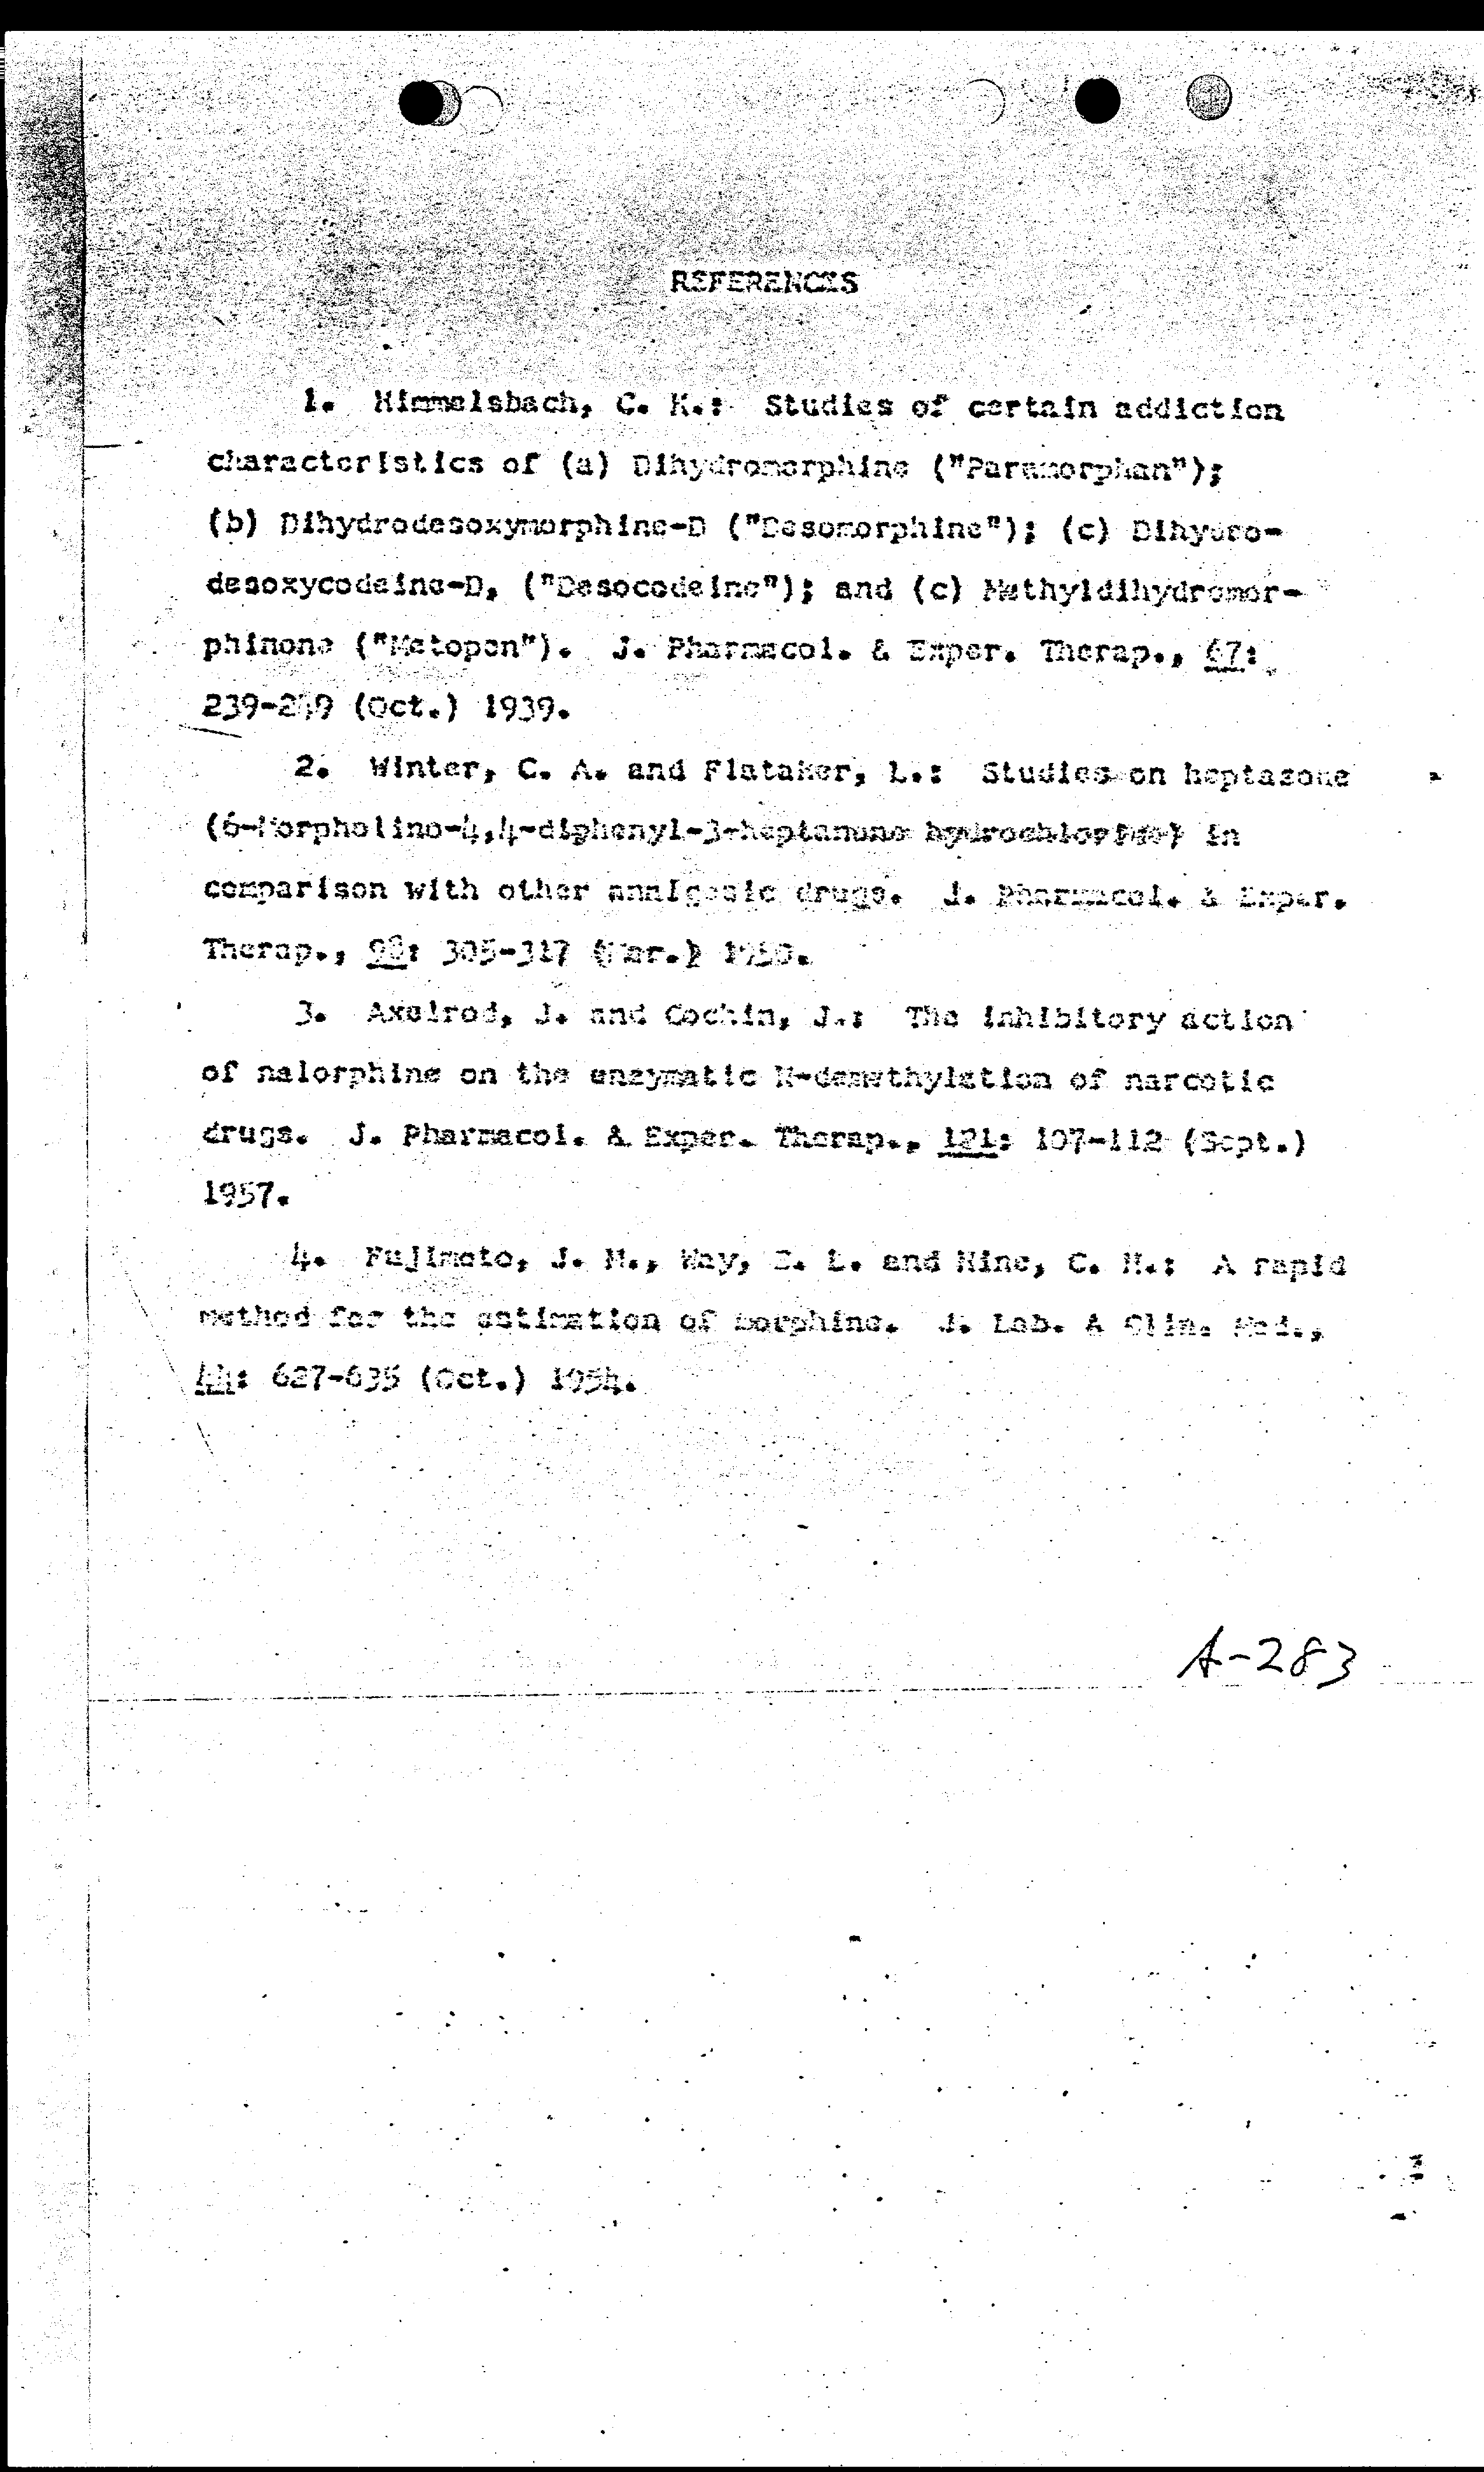 REFERENCES
1. Himmelsbach, C. K.: Studies of certain addiction
characteristics of (a) Dihydromorphine ("Paramorphan");
(b) Dihydrodesoxymorphine-D ("Desomorphine"); (c) Dihydro-
desoxycodeine-D, ("Desocodeine"); and (c) Methyldihydromor-
phinone ("Metopon"). J. Pharmacol. & Exper. Therap., 67:
239-249 (Oct.) 1939.
2. Winter, C. A. and Flataker, L.: Studies on heptazone
(6-Morpholino-4,4-diphenyl-3-heptanone hydrochloride) in
comparison with other analgesic drugs. J. Pharmacol. & Exper.
Therap., 98: 305-317 (Mar.) 1950.
3. Axelrod, J. and Cochin, J.: The inhibitory action
of nalorphine on the enzymatic N-demethylation of narcotic
drugs. J. Pharmacol. & Exper. Therap., 121: 107-112 (Sept.)
1957.
4. Fujimoto, J. M., Way, E. L. and Hine, C. H.: A rapid
method for the estimation of morphine. J. Lab. & Clin. Med.,
44: 627-635 (Oct.) 1954.
A-283